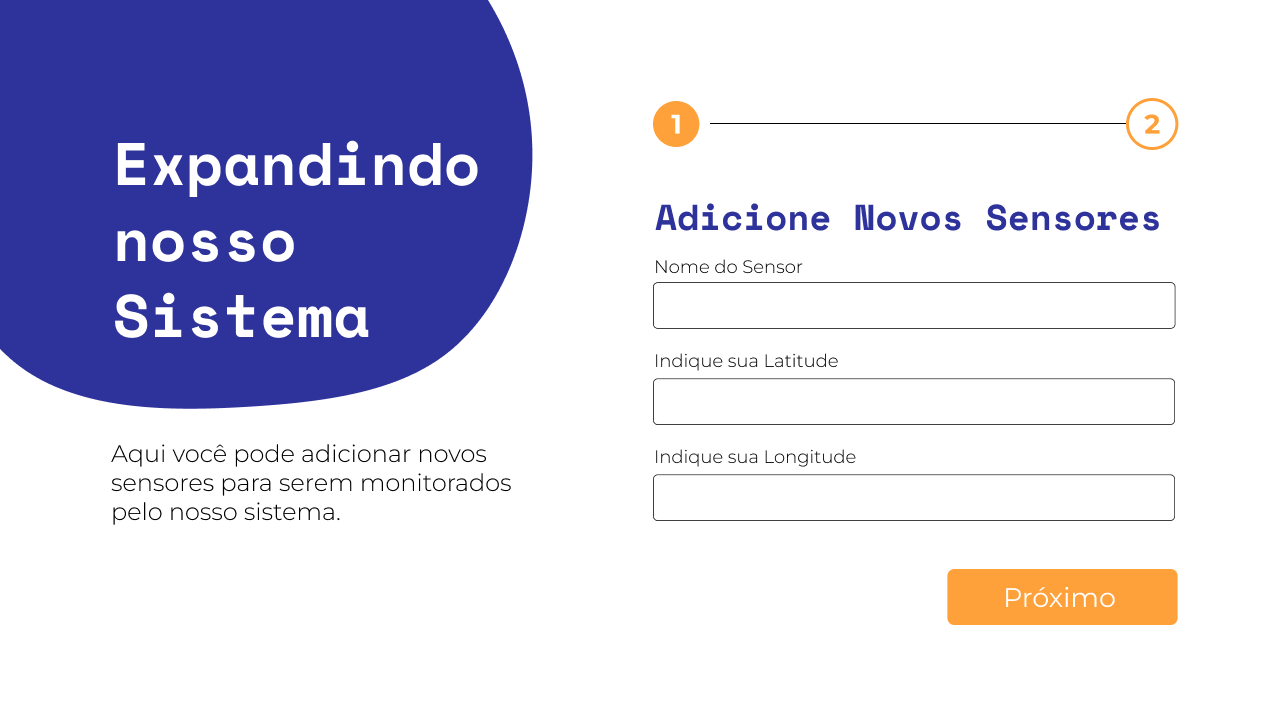 Expandindo
nosso
Sistema
Aqui você pode adicionar novos
sensores para serem monitorados
pelo nosso sistema.
1
2
Adicione Novos Sensores
Nome do Sensor
Indique sua Latitude
Indique sua Longitude
Próximo